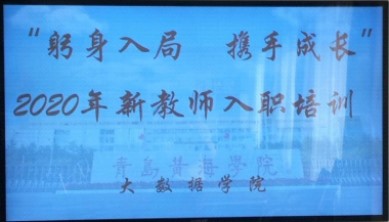 “躬身入局 携手成长”
2020年新教师入职培训
青岛黄海学院
大数据学院